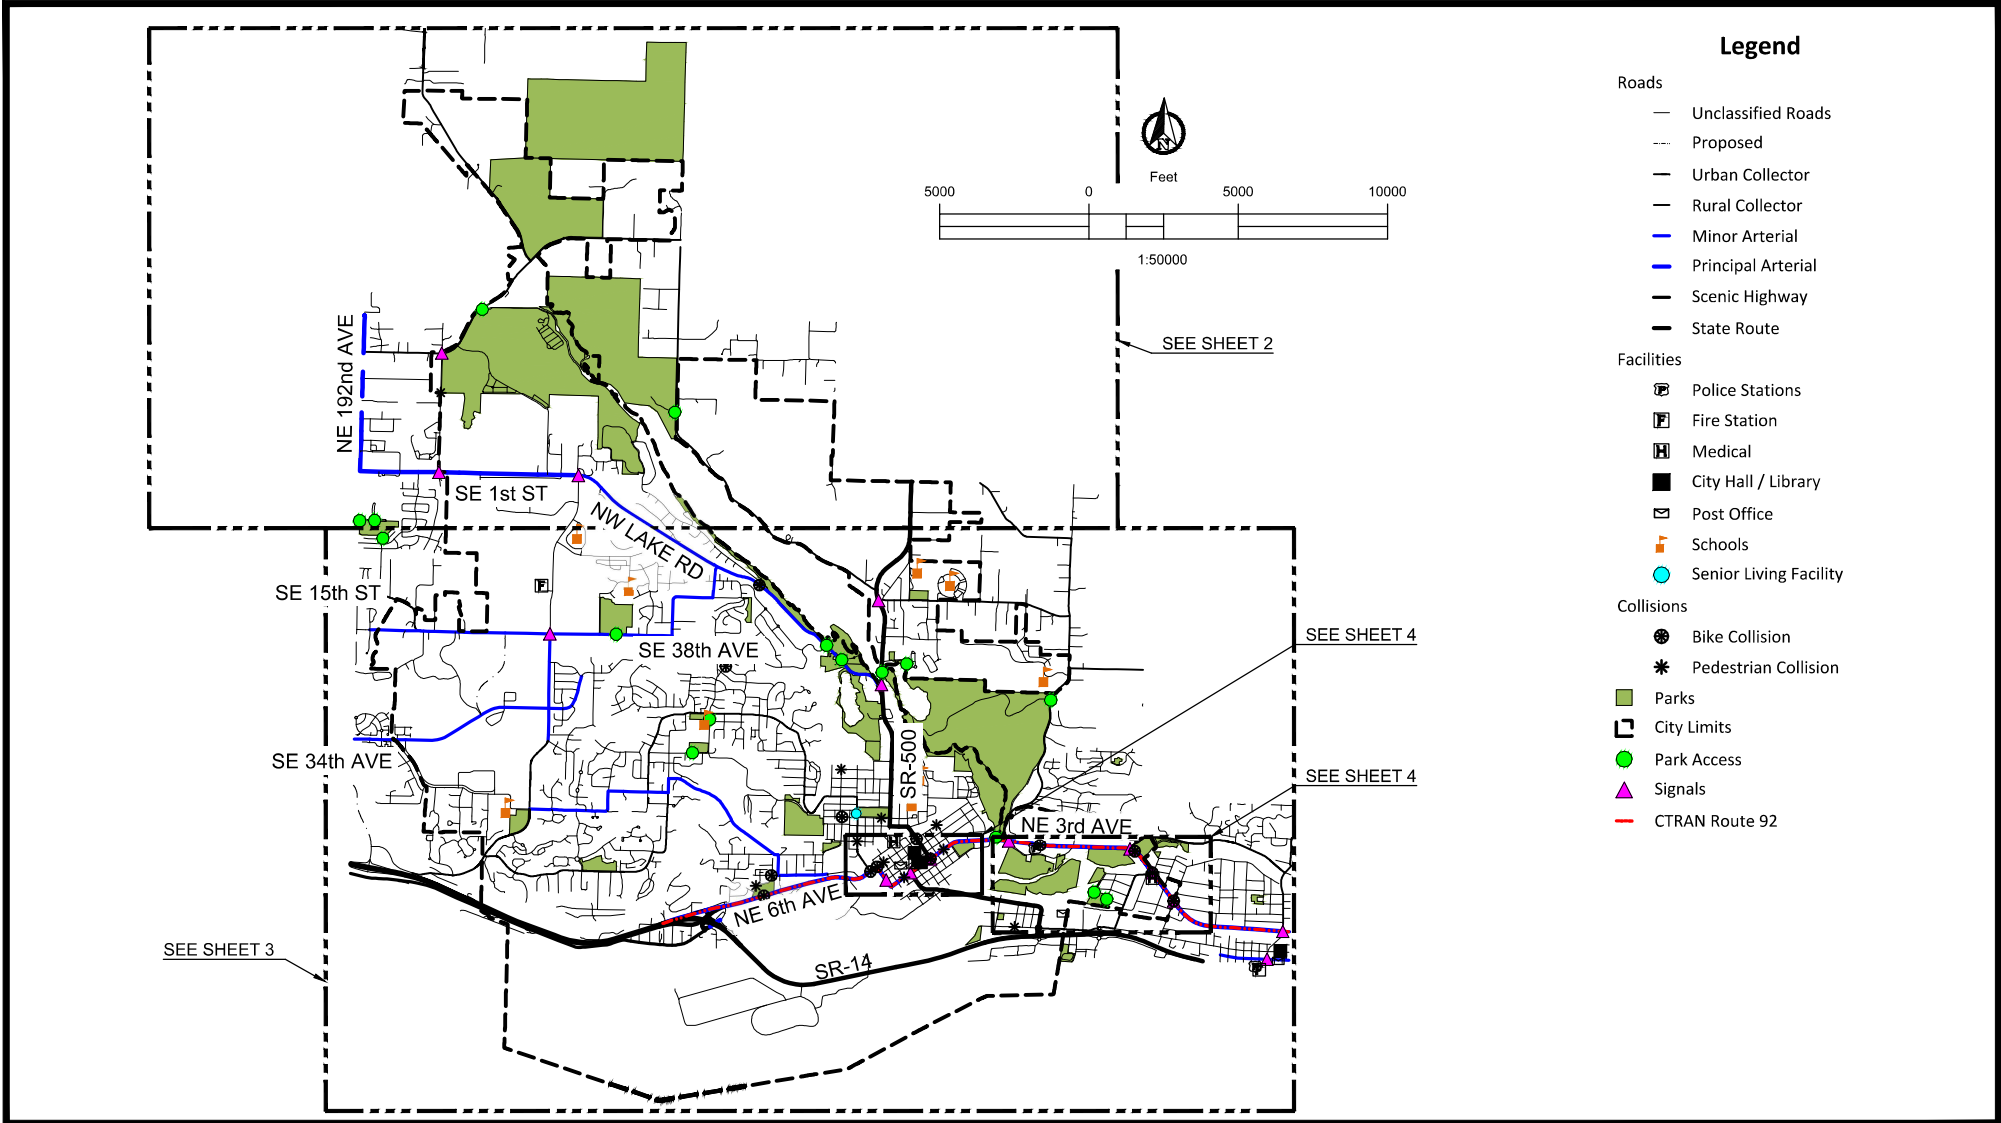 Legend
Roads
Unclassified Roads
Proposed
Urban Collector
Rural Collector
Minor Arterial
Principal Arterial
Scenic Highway
State Route
Facilities
P Police Stations
F Fire Station
H Medical
City Hall / Library
Post Office
Schools
Senior Living Facility
Collisions
Bike Collision
Pedestrian Collision
Parks
City Limits
Park Access
Signals
CTRAN Route 92
N
Feet
5000 0 5000 10000
1:50000
SEE SHEET 2
NE 192nd AVE
SE 1st ST
NW LAKE RD
F
SE 15th ST
SE 38th AVE
SEE SHEET 4
SE 34th AVE
SR-500
SEE SHEET 4
NE 3rd AVE
H
NE 6th AVE
SEE SHEET 3
SR-14
P